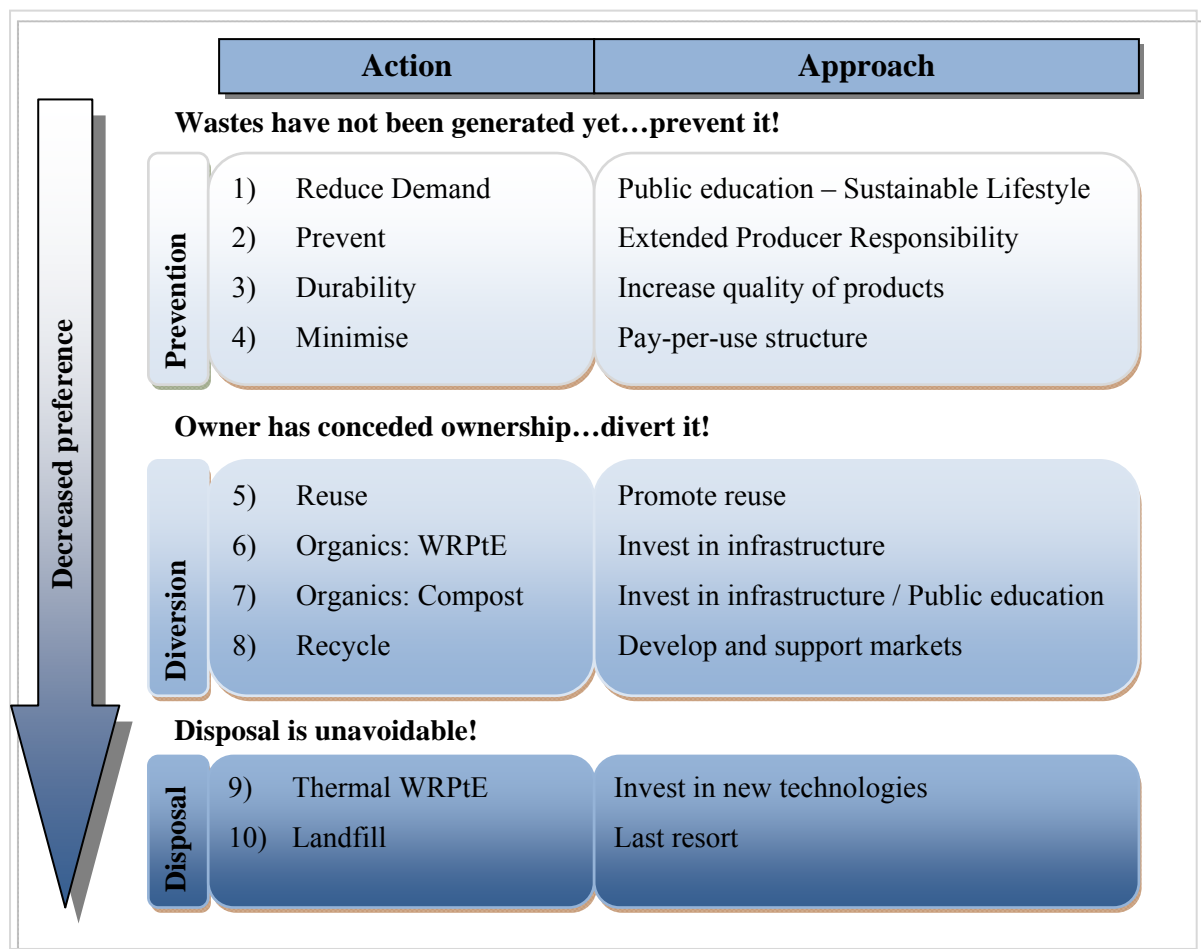 Action Approach
Decreased preference
Wastes have not been generated yet…prevent it!
Prevention
1) Reduce Demand Public education – Sustainable Lifestyle
2) Prevent Extended Producer Responsibility
3) Durability Increase quality of products
4) Minimise Pay-per-use structure
Owner has conceded ownership…divert it!
Diversion
5) Reuse Promote reuse
6) Organics: WRPtE Invest in infrastructure
7) Organics: Compost Invest in infrastructure / Public education
8) Recycle Develop and support markets
Disposal is unavoidable!
Disposal
9) Thermal WRPtE Invest in new technologies
10) Landfill Last resort